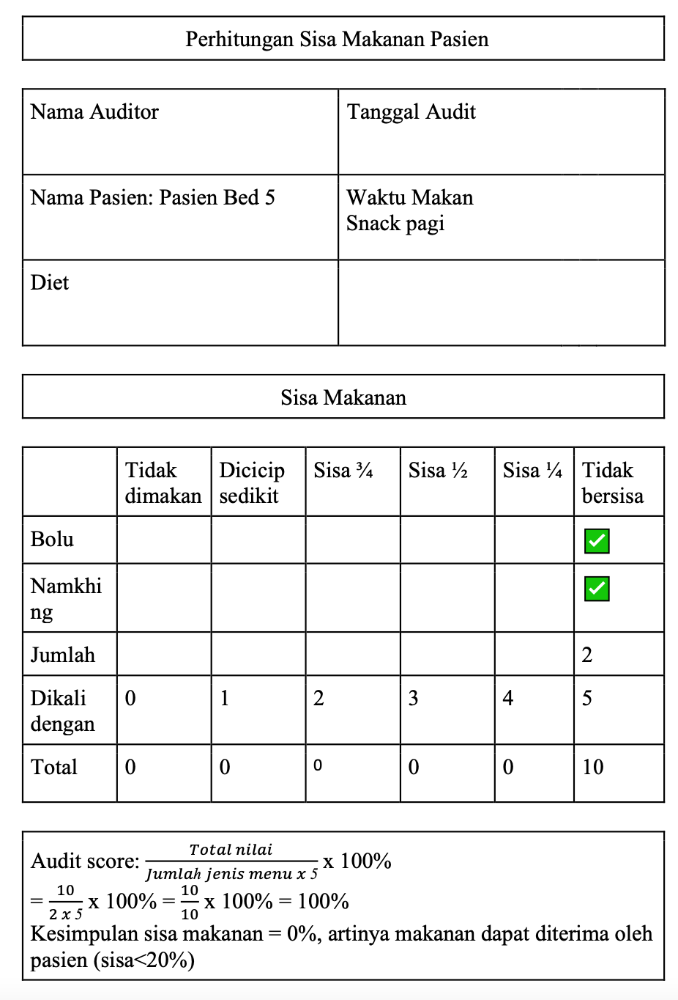 Perhitungan Sisa Makanan Pasien
Nama Auditor
Tanggal Audit
Nama Pasien: Pasien Bed 5
Waktu Makan
Snack pagi
Diet
Sisa Makanan
Tidak dimakan
Dicicip sedikit
Sisa ¾
Sisa ½
Sisa ¼
Tidak bersisa
Bolu ✅
Namkhi
ng ✅
Jumlah 2
Dikali dengan 0 1 2 3 4 5
Total 0 0 0 0 0 10
Audit score: Total nilai / Jumlah jenis menu x 5 x 100%
= 10 / 2 x 5 x 100% = 10 / 10 x 100% = 100%
Kesimpulan sisa makanan = 0%, artinya makanan dapat diterima oleh
pasien (sisa<20%)